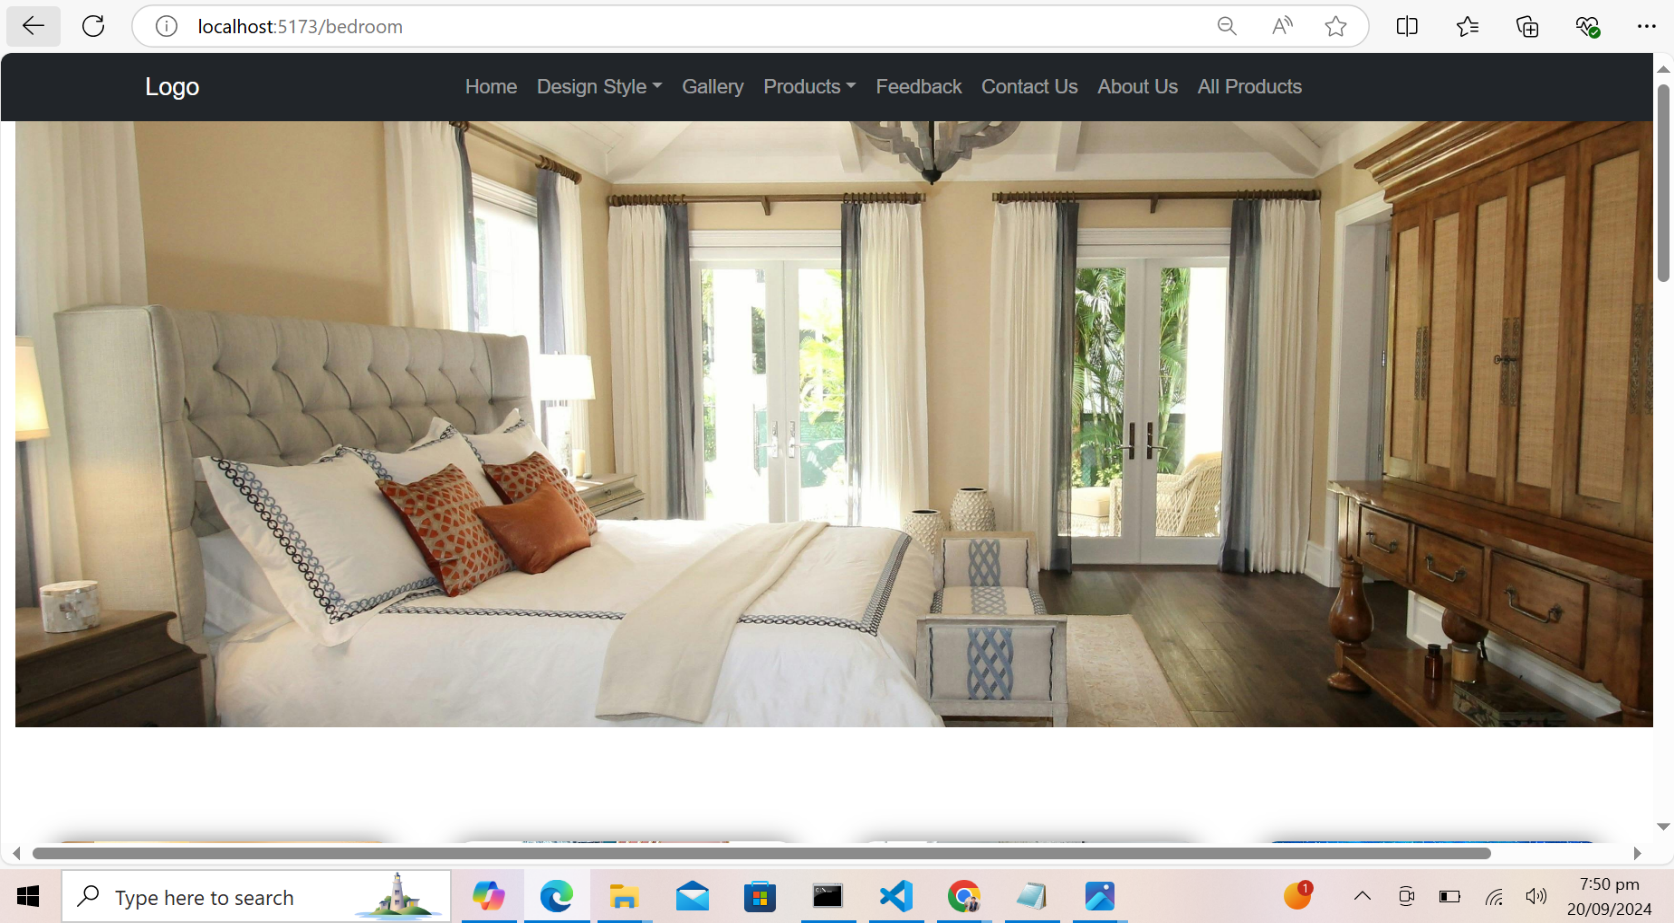 localhost:5173/bedroom
Logo Home Design Style Gallery Products Feedback Contact Us About Us All Products
Type here to search
1
7:50 pm
20/09/2024